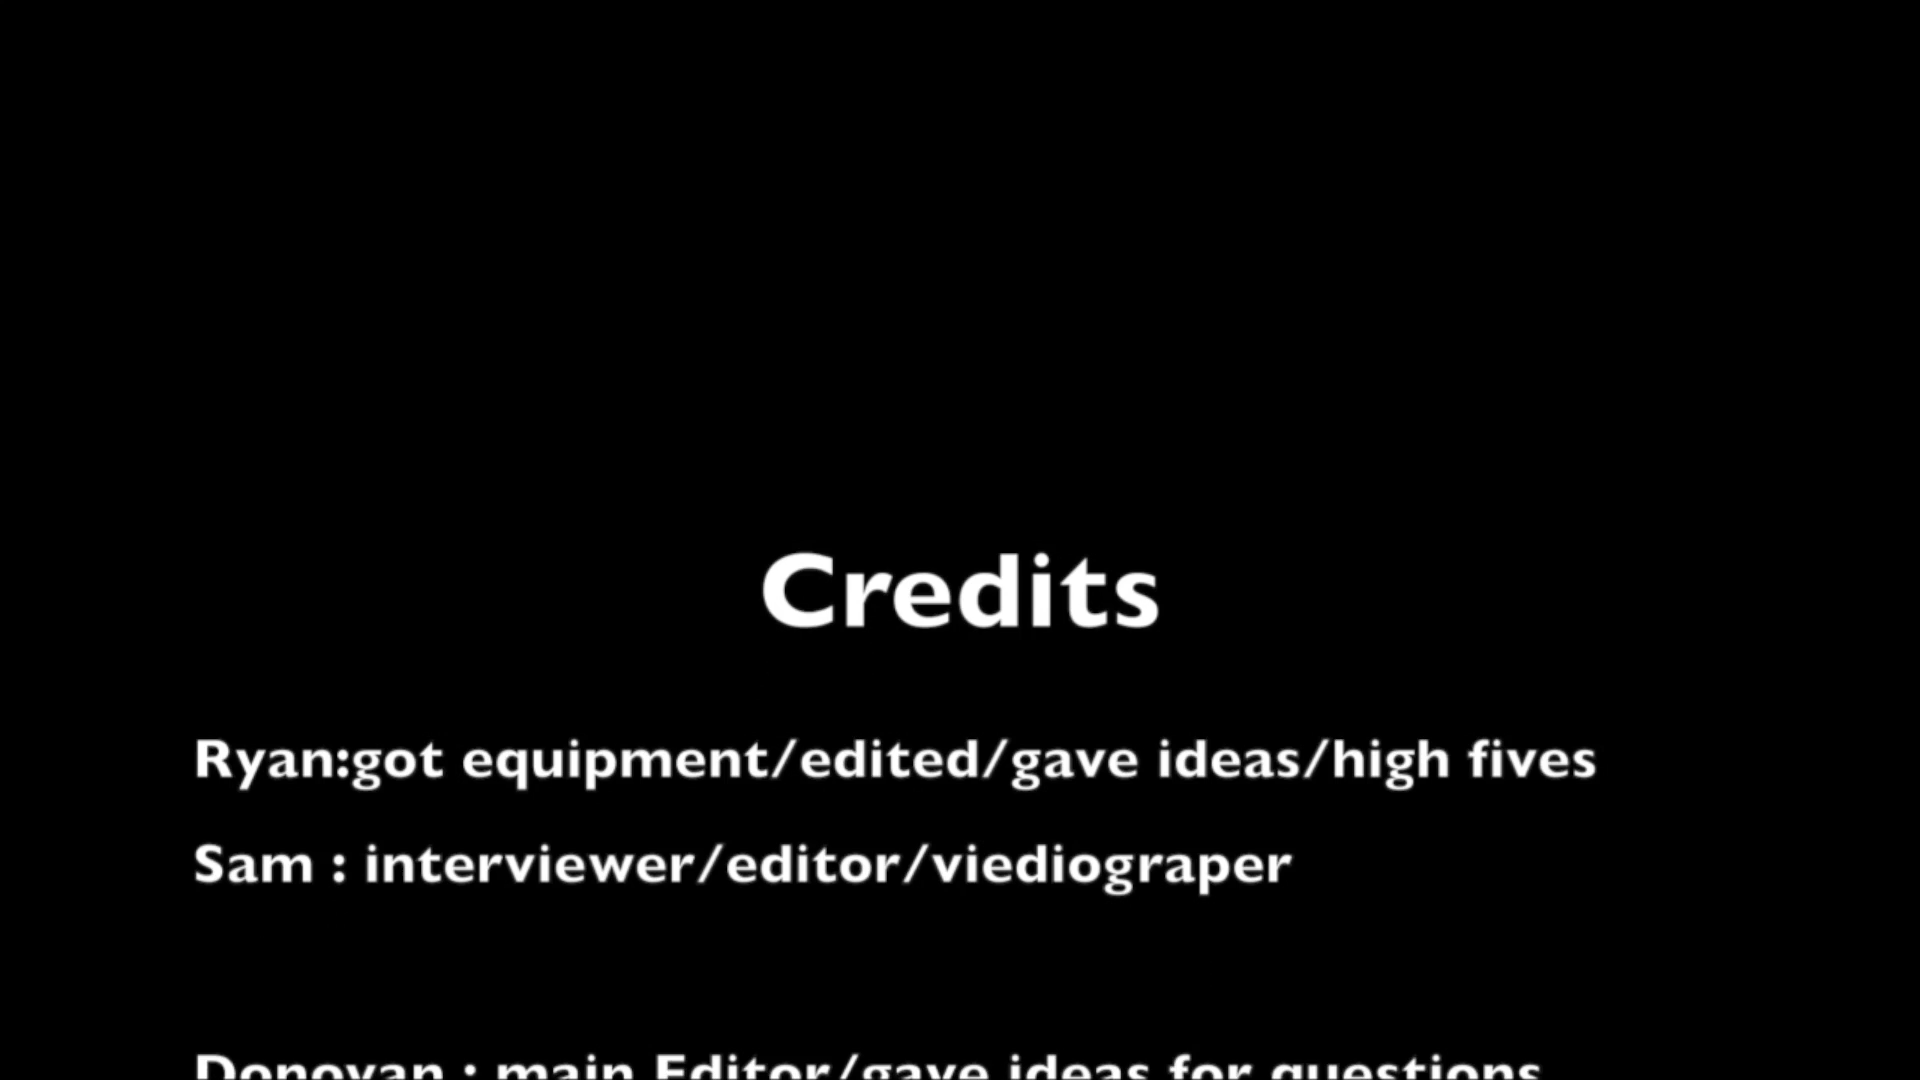 Credits
Ryan:got equipment/edited/gave ideas/high fives
Sam : interviewer/editor/viediograper
Donovan : main Editor/gave ideas for questions